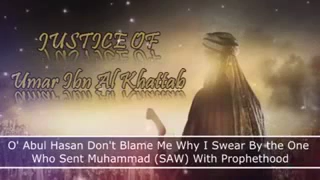 JUSTICE OF
Umar Ibn Al Khattab
O' Abul Hasan Don't Blame Me Why I Swear By the One
Who Sent Muhammad (SAW) With Prophethood